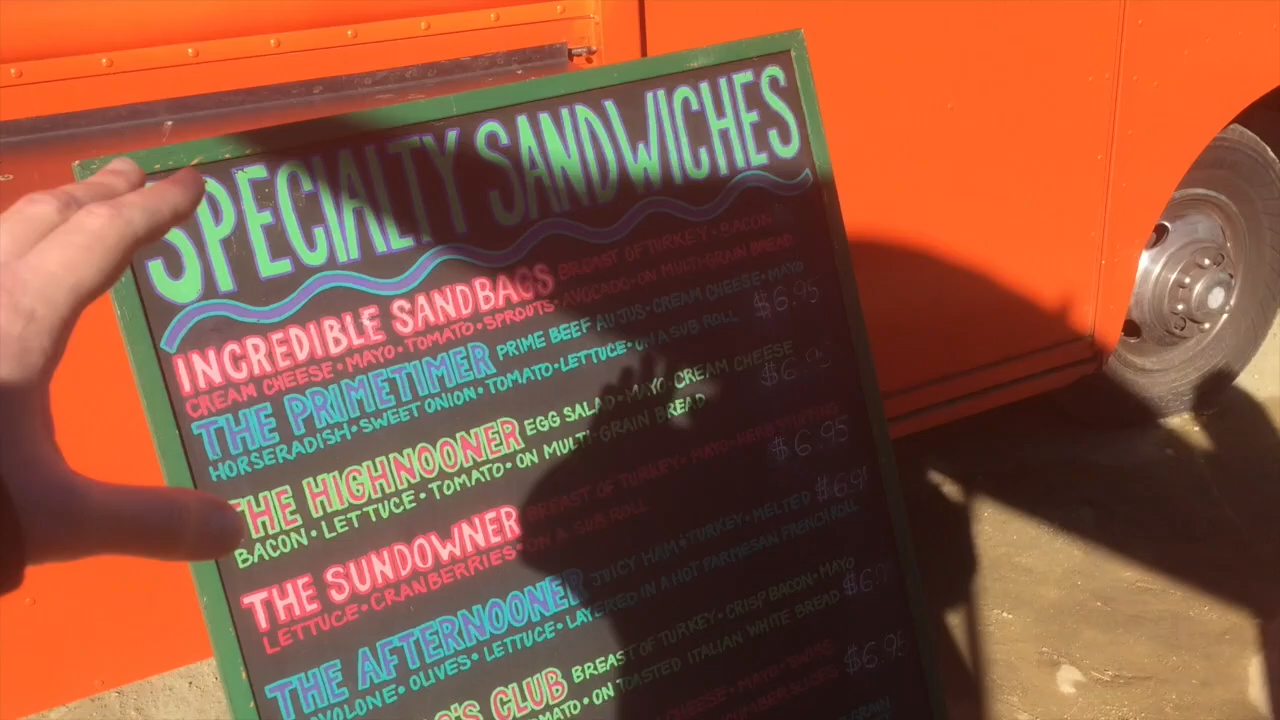 SPECIALTY SANDWICHES
INCREDIBLE SANDBAGS BREAST OF TURKEY • BACON
CREAM CHEESE • MAYO • TOMATO • SPROUTS • AVOCADO • ON MULTI-GRAIN BREAD
THE PRIMETIMER PRIME BEEF AU JUS • CREAM CHEESE • MAYO $6.95
HORSERADISH • SWEET ONION • TOMATO • LETTUCE • ON A SUB ROLL
THE HIGHNOONER EGG SALAD • MAYO • CREAM CHEESE $6.95
BACON • LETTUCE • TOMATO • ON MULTI-GRAIN BREAD
THE SUNDOWNER BREAST OF TURKEY • MAYO • HERB STUFFING $6.95
LETTUCE • CRANBERRIES • ON A SUB ROLL
THE AFTERNOONER JUICY HAM & TURKEY • MELTED $6.95
OLIVES • LETTUCE • LAYERED IN A HOT PARMESAN FRENCH ROLL
CLUB BREAST OF TURKEY • CRISP BACON • MAYO
ON TOASTED ITALIAN WHITE BREAD
CHEESE • MAYO • SWISS $6.95